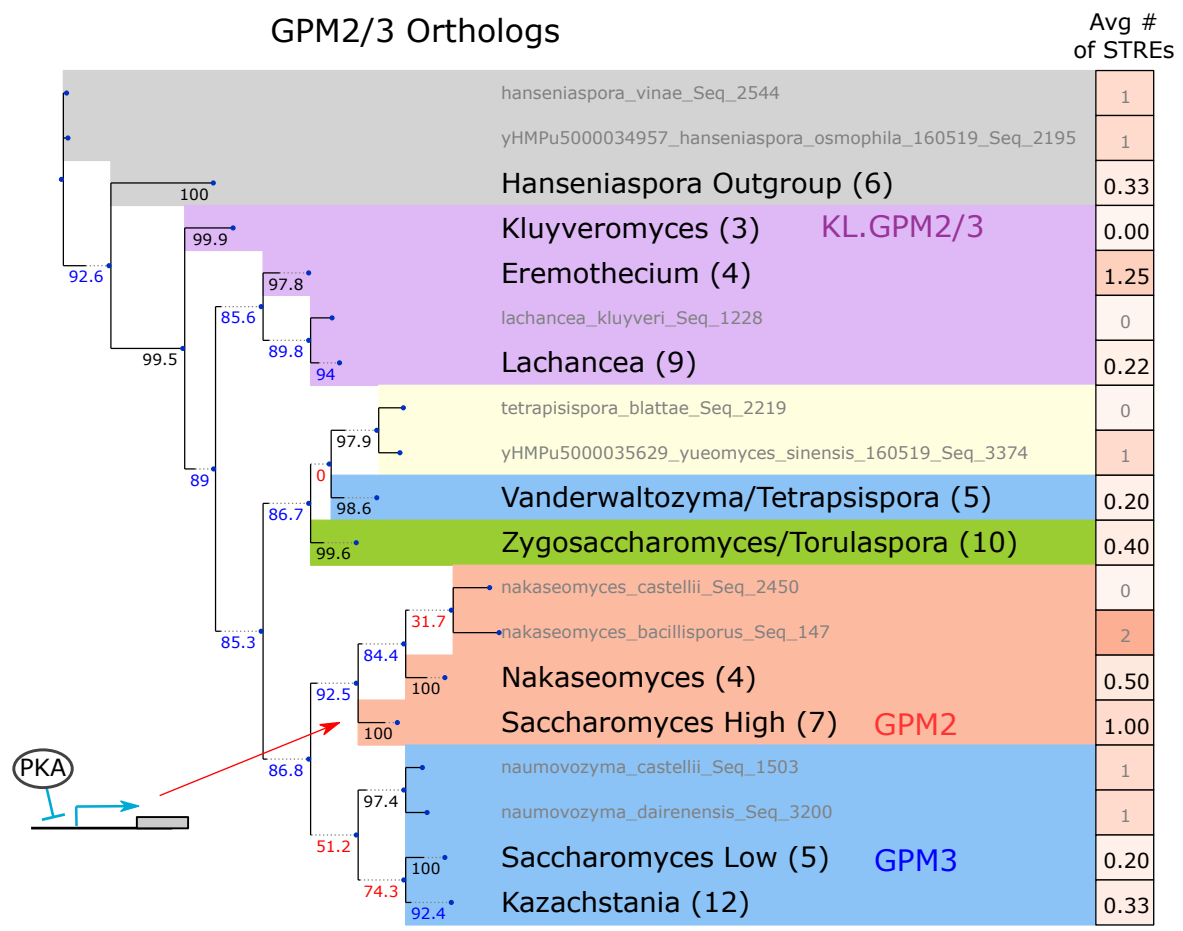 GPM2/3 Orthologs
Avg #
of STREs
hanseniaspora_vinae_Seq_2544 1
yHMPu5000034957_hanseniaspora_osmophila_160519_Seq_2195 1
100 Hanseniaspora Outgroup (6) 0.33
99.9 Kluyveromyces (3) KL.GPM2/3 0.00
92.6
97.8 Eremothecium (4) 1.25
85.6
lachancea_kluyveri_Seq_1228 0
89.8
99.5
94 Lachancea (9) 0.22
tetrapisispora_blattae_Seq_2219 0
97.9
yHMPu5000035629_yueomyces_sinensis_160519_Seq_3374 1
89
0
98.6 Vanderwaltozyma/Tetrapsispora (5) 0.20
86.7
99.6 Zygosaccharomyces/Torulaspora (10) 0.40
nakaseomyces_castellii_Seq_2450 0
31.7
nakaseomyces_bacillisporus_Seq_147 2
85.3
84.4
100 Nakaseomyces (4) 0.50
92.5
100 Saccharomyces High (7) GPM2 1.00
PKA
86.8
naumovozyma_castellii_Seq_1503 1
97.4
naumovozyma_dairenensis_Seq_3200 1
51.2
100 Saccharomyces Low (5) GPM3 0.20
74.3
92.4 Kazachstania (12) 0.33